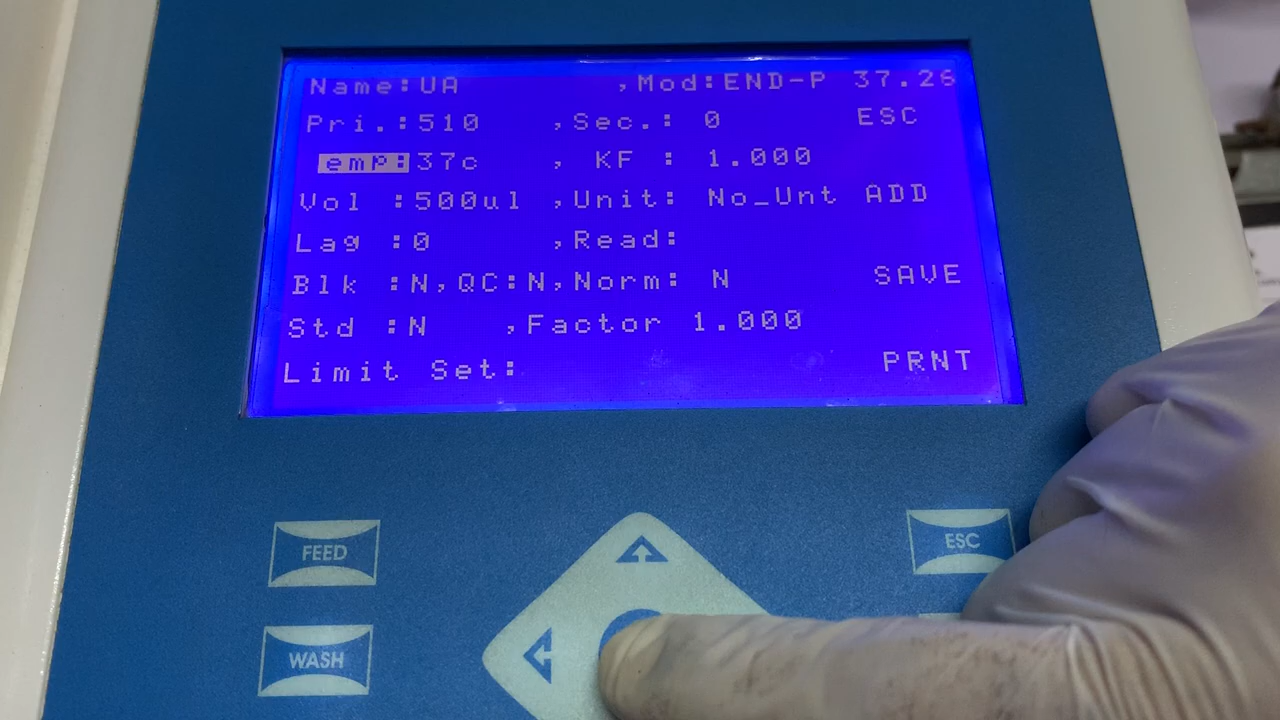 Name:UA ,Mod:END-P 37.26
Pri.:510 ,Sec.: 0 ESC
emp:37c , KF : 1.000
Vol :500ul ,Unit: No_Unt ADD
Lag :0 ,Read:
Blk :N,QC:N,Norm: N SAVE
Std :N ,Factor 1.000
Limit Set: PRNT
FEED
ESC
WASH